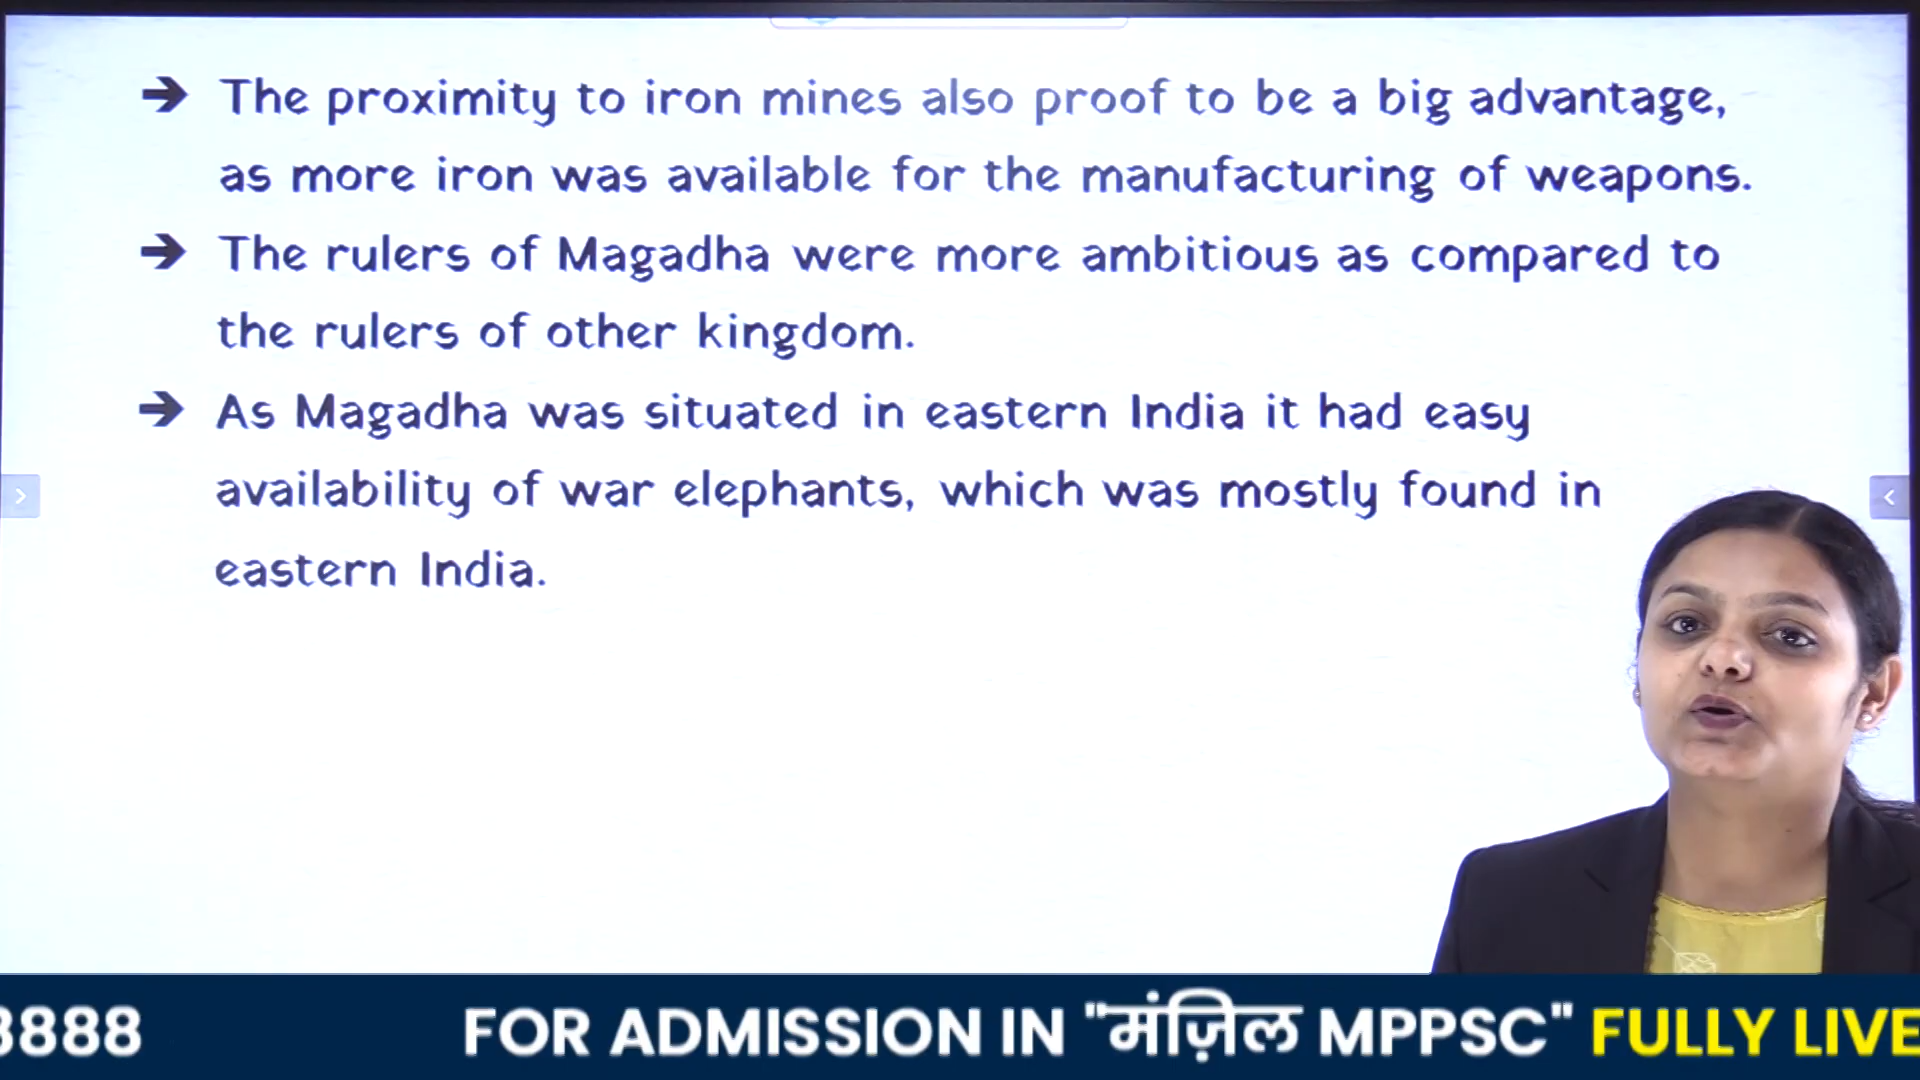 → The proximity to iron mines also proof to be a big advantage,
as more iron was available for the manufacturing of weapons.
→ The rulers of Magadha were more ambitious as compared to
the rulers of other kingdom.
→ As Magadha was situated in eastern India it had easy
availability of war elephants, which was mostly found in
eastern India.
8888 FOR ADMISSION IN "मंज़िल MPPSC" FULLY LIVE